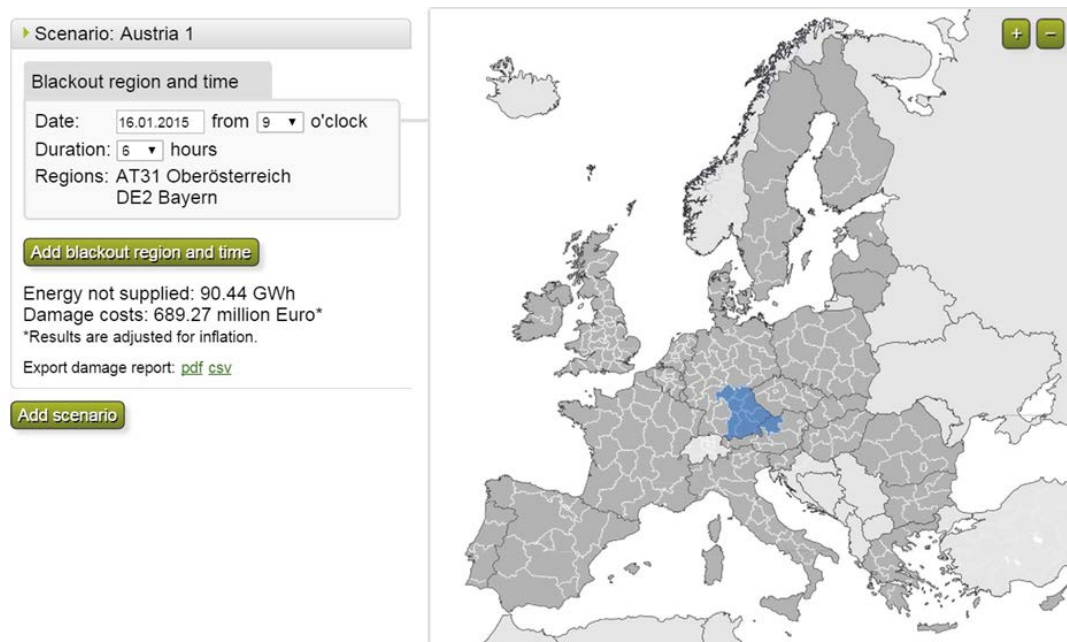 Scenario: Austria 1
Blackout region and time
Date: 16.01.2015 from 9 o'clock
Duration: 6 hours
Regions: AT31 Oberösterreich
DE2 Bayern
Add blackout region and time
Energy not supplied: 90.44 GWh
Damage costs: 689.27 million Euro*
*Results are adjusted for inflation.
Export damage report: pdf csv
Add scenario
+ −